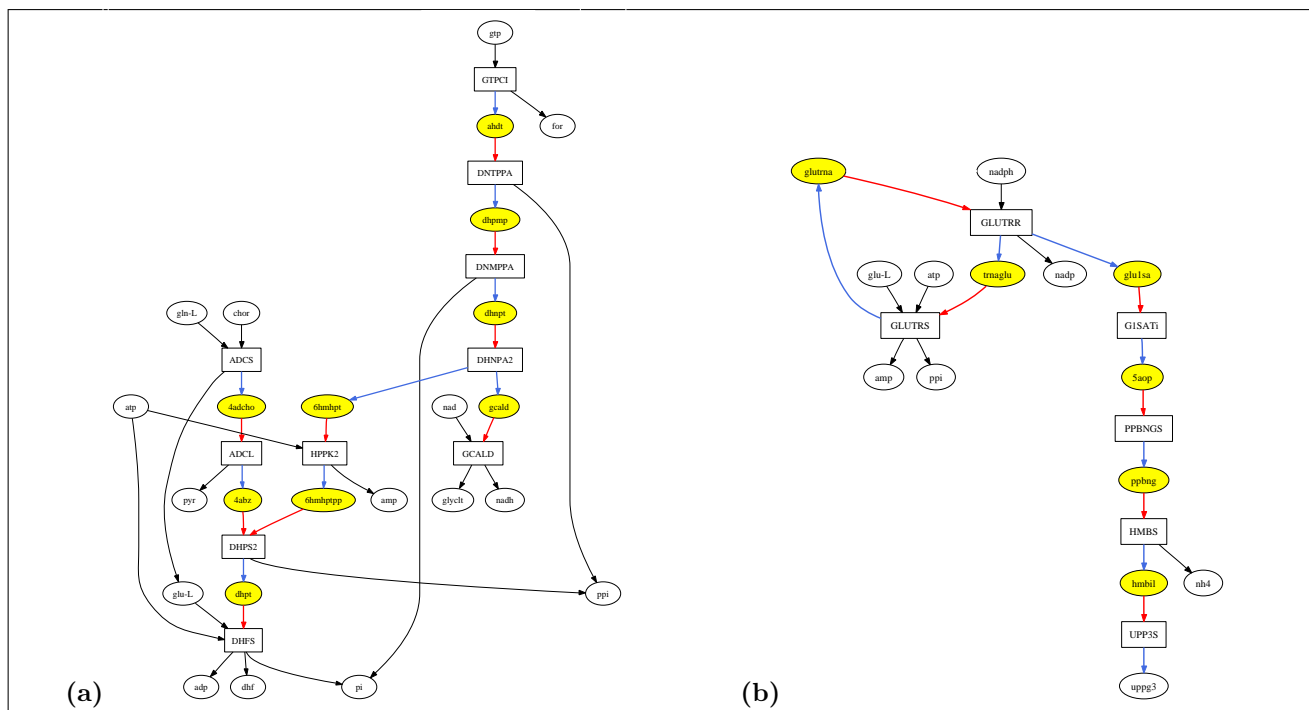 gtp
GTPCI
ahdt
for
DNTPPA
dhpmp
DNMPPA
gln-L
chor
dhnpt
ADCS
DHNPA2
atp
4adcho
6hmhpt
nad
gcald
ADCL
HPPK2
GCALD
pyr
4abz
6hmhptpp
amp
glyclt
nadh
DHPS2
glu-L
dhpt
ppi
DHFS
adp
dhf
pi
(a)
glutrna
nadph
GLUTRR
glu-L
atp
trnaglu
nadp
glu1sa
GLUTRS
G1SATi
amp
ppi
5aop
PPBNGS
ppbng
HMBS
hmbil
nh4
UPP3S
uppg3
(b)